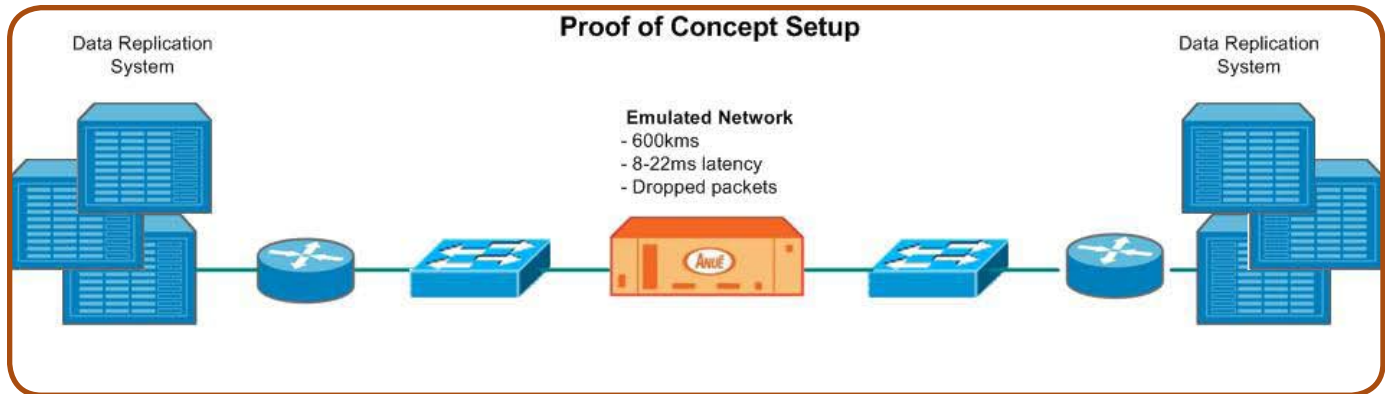 Proof of Concept Setup
Data Replication
System
Data Replication
System
Emulated Network
- 600kms
- 8-22ms latency
- Dropped packets
ANUE